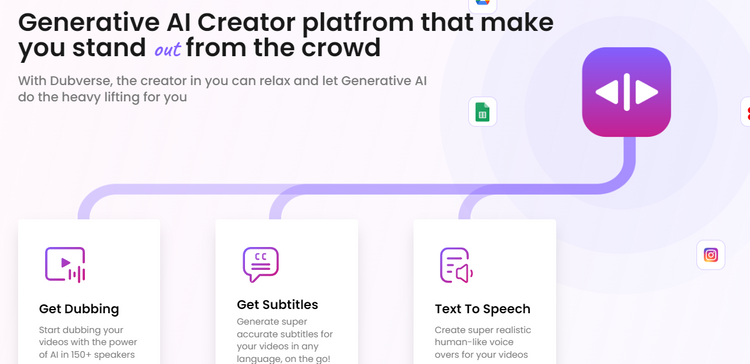 Generative AI Creator platfrom that make
you stand out from the crowd
With Dubverse, the creator in you can relax and let Generative AI
do the heavy lifting for you
CC
Get Dubbing
Start dubbing your
videos with the power
of AI in 150+ speakers
Get Subtitles
Generate super
accurate subtitles for
your videos in any
language, on the go!
Text To Speech
Create super realistic
human-like voice
overs for your videos